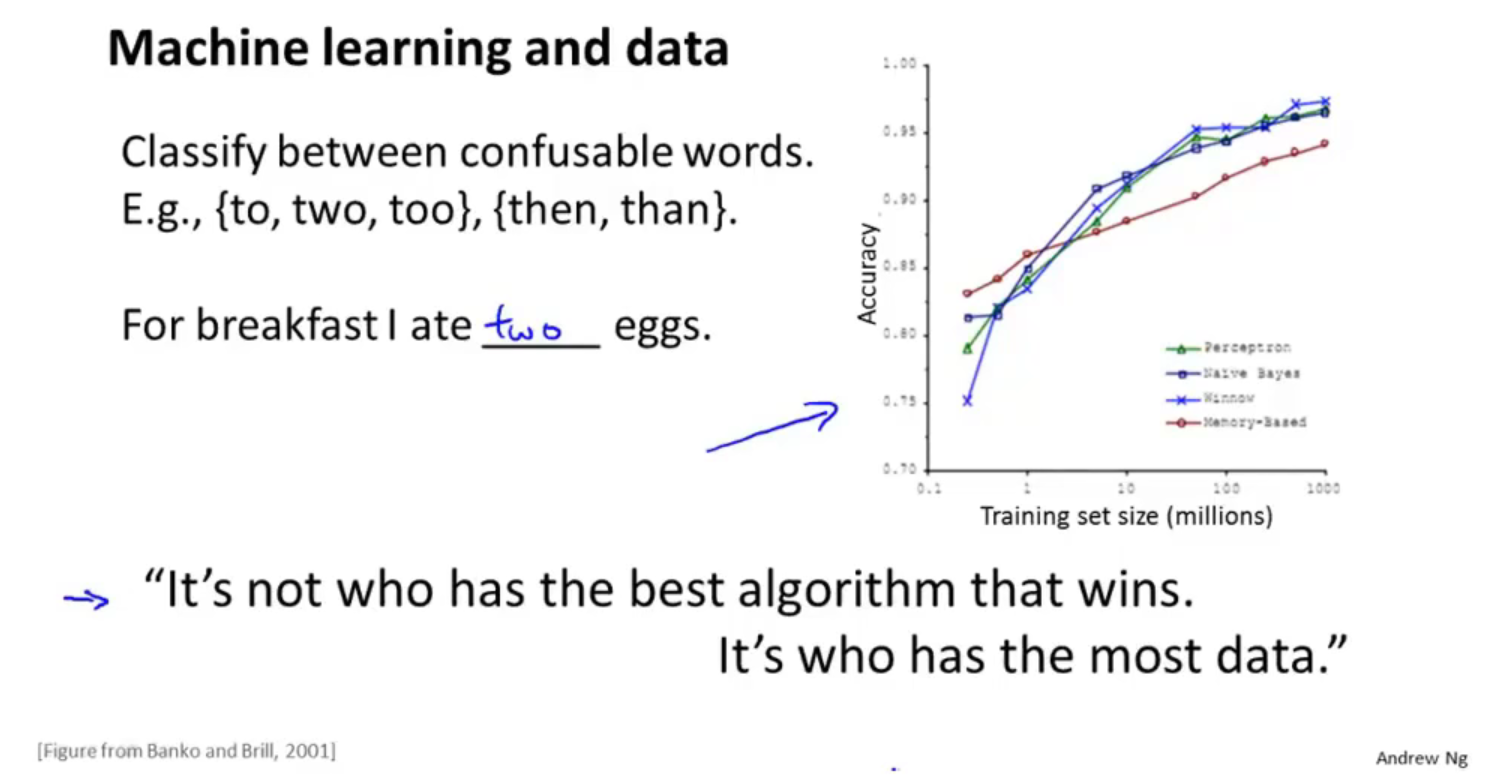 Machine learning and data
Classify between confusable words.
E.g., {to, two, too}, {then, than}.
For breakfast I ate two eggs.
1.00
0.95
0.90
0.85
0.80
0.75
0.70
Accuracy
Perceptron
Naive Bayes
Winnow
Memory-Based
0.1 1 10 100 1000
Training set size (millions)
“It’s not who has the best algorithm that wins.
It’s who has the most data.”
[Figure from Banko and Brill, 2001]
Andrew Ng